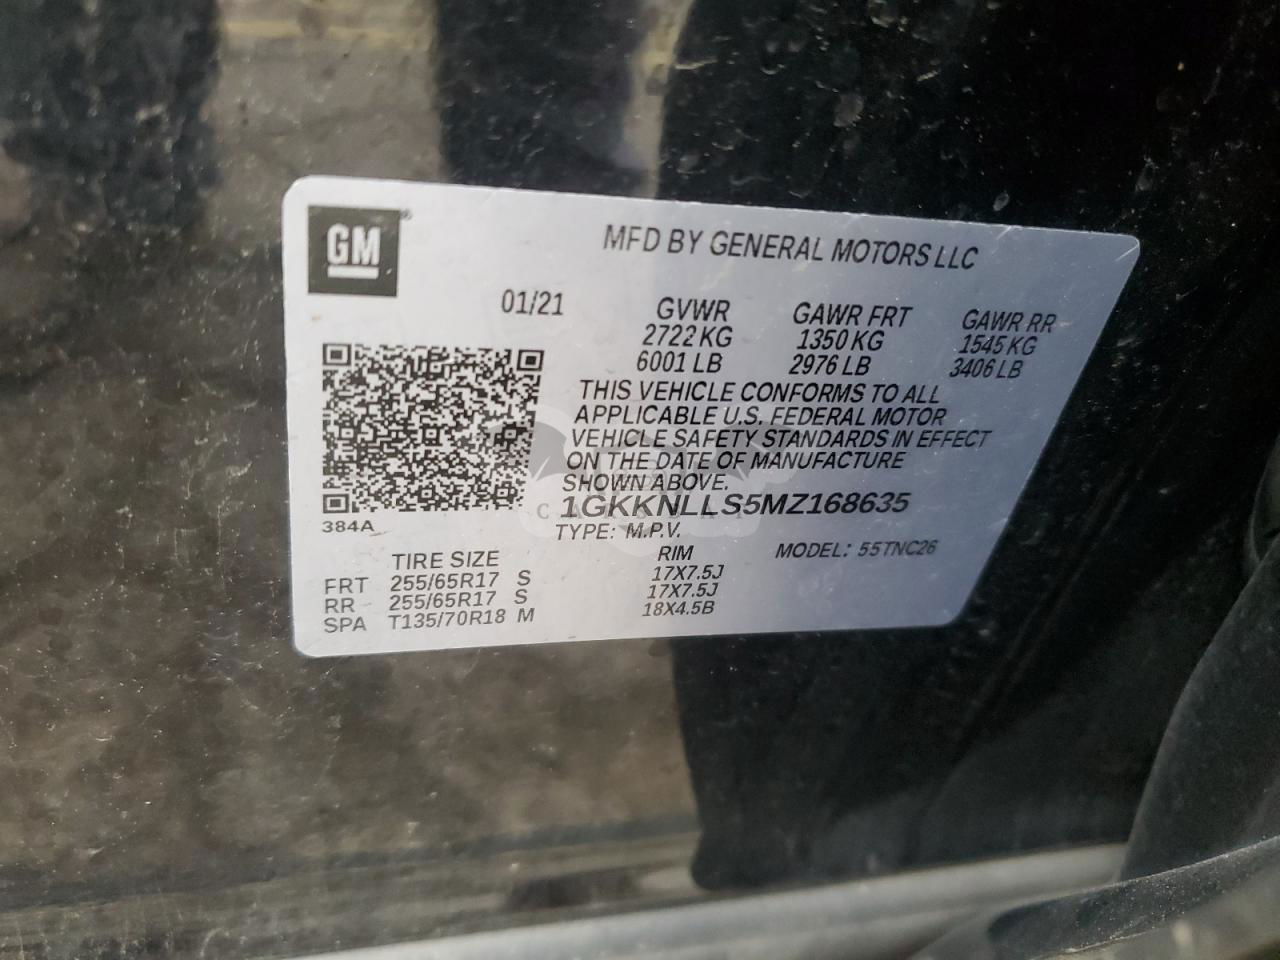 GM®
MFD BY GENERAL MOTORS LLC
01/21
GVWR GAWR FRT GAWR RR
2722 KG 1350 KG 1545 KG
6001 LB 2976 LB 3406 LB
THIS VEHICLE CONFORMS TO ALL
APPLICABLE U.S. FEDERAL MOTOR
VEHICLE SAFETY STANDARDS IN EFFECT
ON THE DATE OF MANUFACTURE
SHOWN ABOVE.
1GKKNLLS5MZ168635
384A
TYPE: M.P.V. MODEL: 55TNC26
TIRE SIZE RIM
FRT 255/65R17 S 17X7.5J
RR 255/65R17 S 17X7.5J
SPA T135/70R18 M 18X4.5B